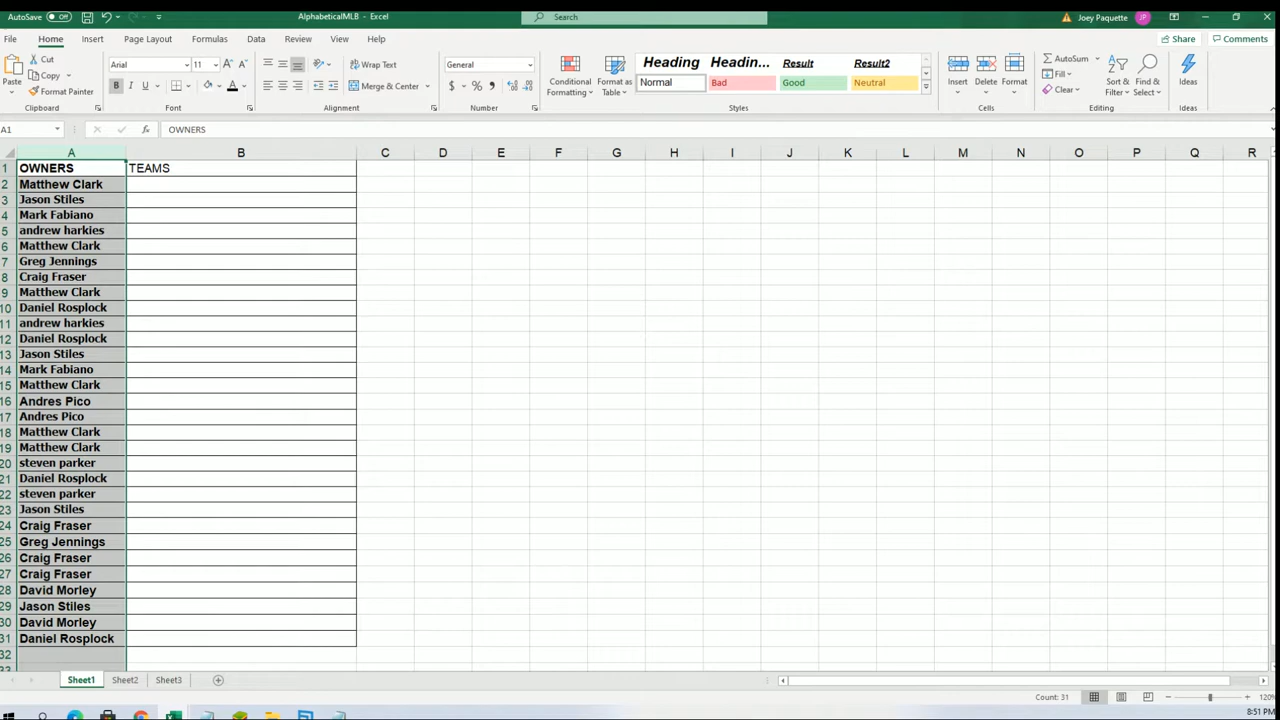 AutoSave Off AlphabeticalMLB - Excel Search Joey Paquette JP
File Home Insert Page Layout Formulas Data Review View Help Share Comments
Cut Arial 11 A A Wrap Text General Heading Headin... Result Result2 AutoSum
Copy Paste Format Painter B I U A Merge & Center $ % Normal Bad Good Neutral Conditional Formatting Format as Table Insert Delete Format Fill Clear Sort & Filter Find & Select Ideas
Clipboard Font Alignment Number Styles Cells Editing Ideas
A1 fx OWNERS
A B C D E F G H I J K L M N O P Q R
1 OWNERS TEAMS
2 Matthew Clark
3 Jason Stiles
4 Mark Fabiano
5 andrew harkies
6 Matthew Clark
7 Greg Jennings
8 Craig Fraser
9 Matthew Clark
10 Daniel Rosplock
11 andrew harkies
12 Daniel Rosplock
13 Jason Stiles
14 Mark Fabiano
15 Matthew Clark
16 Andres Pico
17 Andres Pico
18 Matthew Clark
19 Matthew Clark
20 steven parker
21 Daniel Rosplock
22 steven parker
23 Jason Stiles
24 Craig Fraser
25 Greg Jennings
26 Craig Fraser
27 Craig Fraser
28 David Morley
29 Jason Stiles
30 David Morley
31 Daniel Rosplock
32
Sheet1 Sheet2 Sheet3
Count: 31 120%
8:51 PM